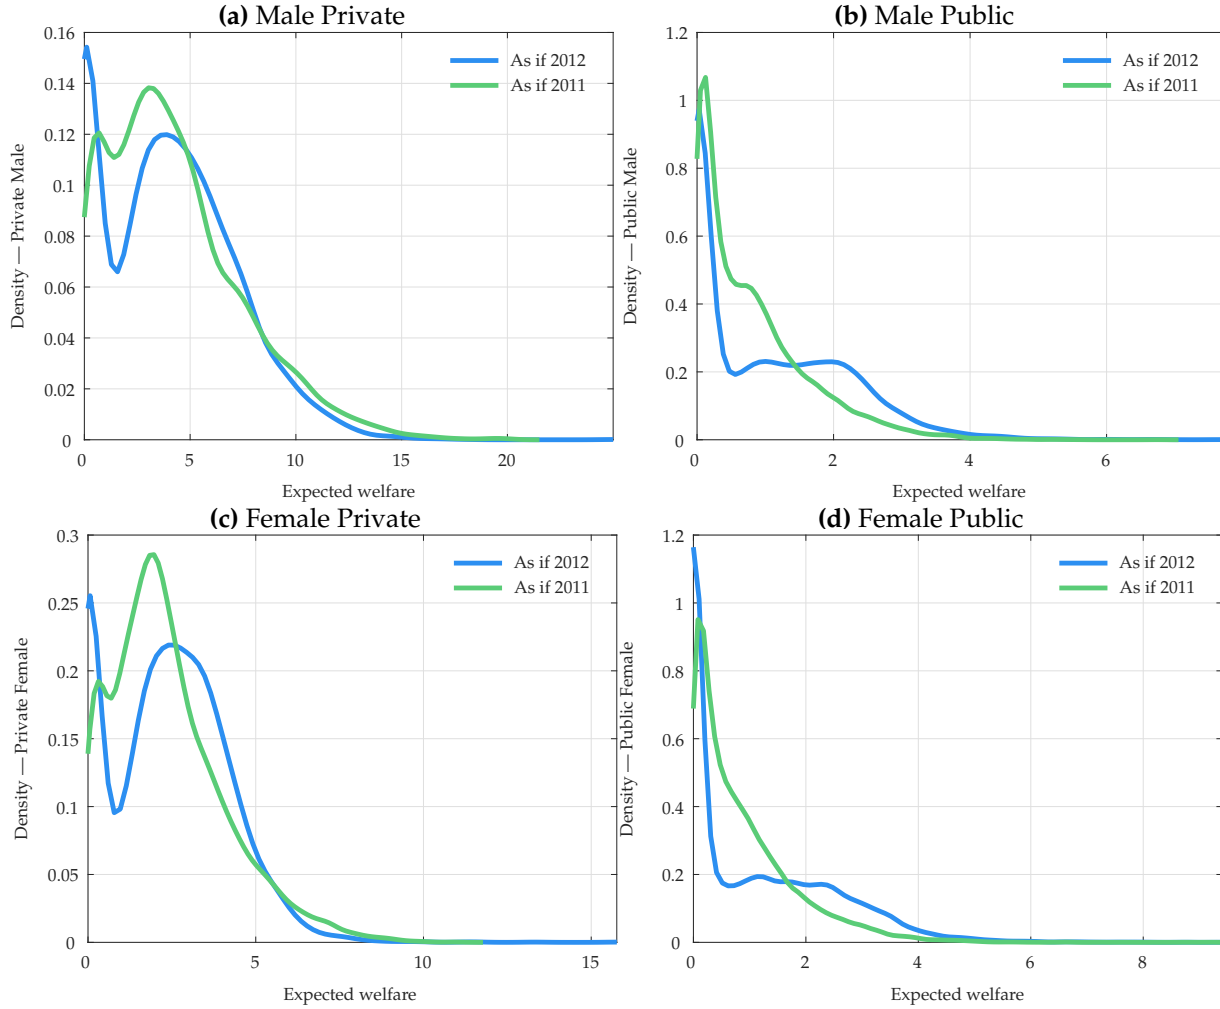 (a) Male Private
0.16
0.14
0.12
0.1
0.08
0.06
0.04
0.02
0
Density — Private Male
As if 2012
As if 2011
0 5 10 15 20
Expected welfare
(b) Male Public
1.2
1
0.8
0.6
0.4
0.2
0
Density — Public Male
As if 2012
As if 2011
0 2 4 6
Expected welfare
(c) Female Private
0.3
0.25
0.2
0.15
0.1
0.05
0
Density — Private Female
As if 2012
As if 2011
0 5 10 15
Expected welfare
(d) Female Public
1.2
1
0.8
0.6
0.4
0.2
0
Density — Public Female
As if 2012
As if 2011
0 2 4 6 8
Expected welfare